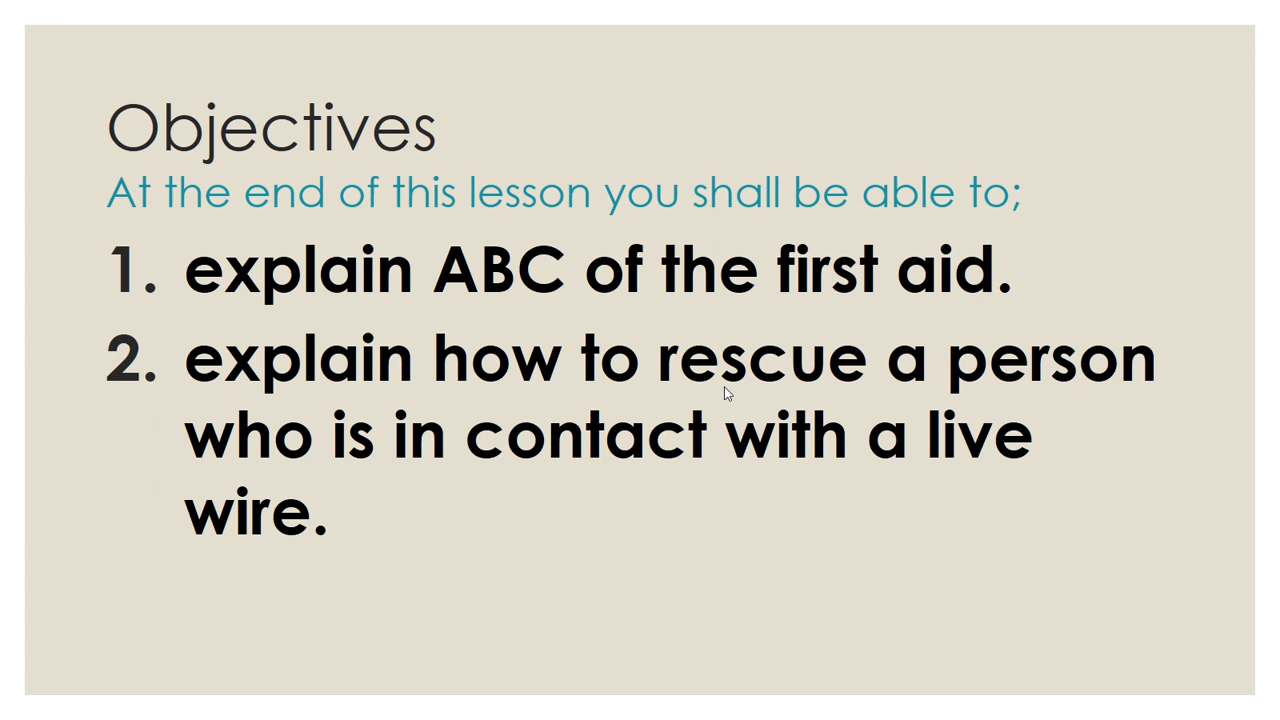 Objectives
At the end of this lesson you shall be able to;
1. explain ABC of the first aid.
2. explain how to rescue a person
who is in contact with a live
wire.